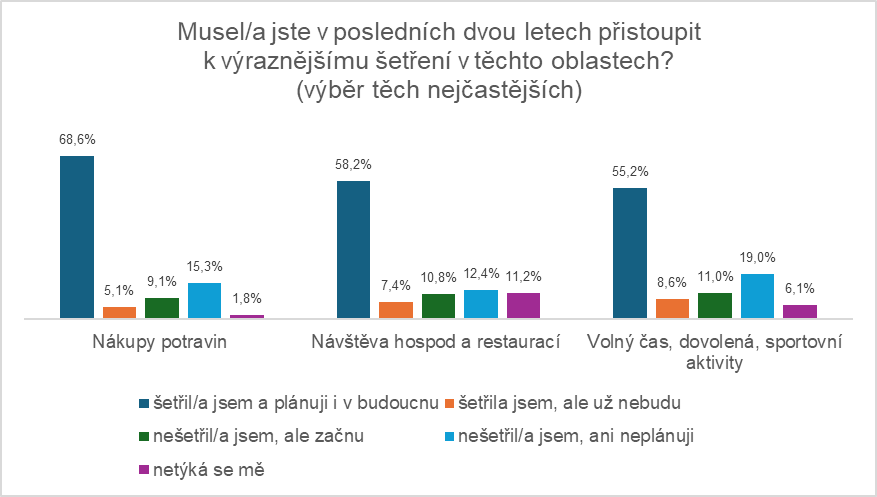 Musel/a jste v posledních dvou letech přistoupit
k výraznějšímu šetření v těchto oblastech?
(výběr těch nejčastějších)
68,6%
5,1%
9,1%
15,3%
1,8%
58,2%
7,4%
10,8%
12,4%
11,2%
55,2%
8,6%
11,0%
19,0%
6,1%
Nákupy potravin
Návštěva hospod a restaurací
Volný čas, dovolená, sportovní
aktivity
šetřil/a jsem a plánuji i v budoucnu
šetřila jsem, ale už nebudu
nešetřil/a jsem, ale začnu
nešetřil/a jsem, ani neplánuji
netýká se mě